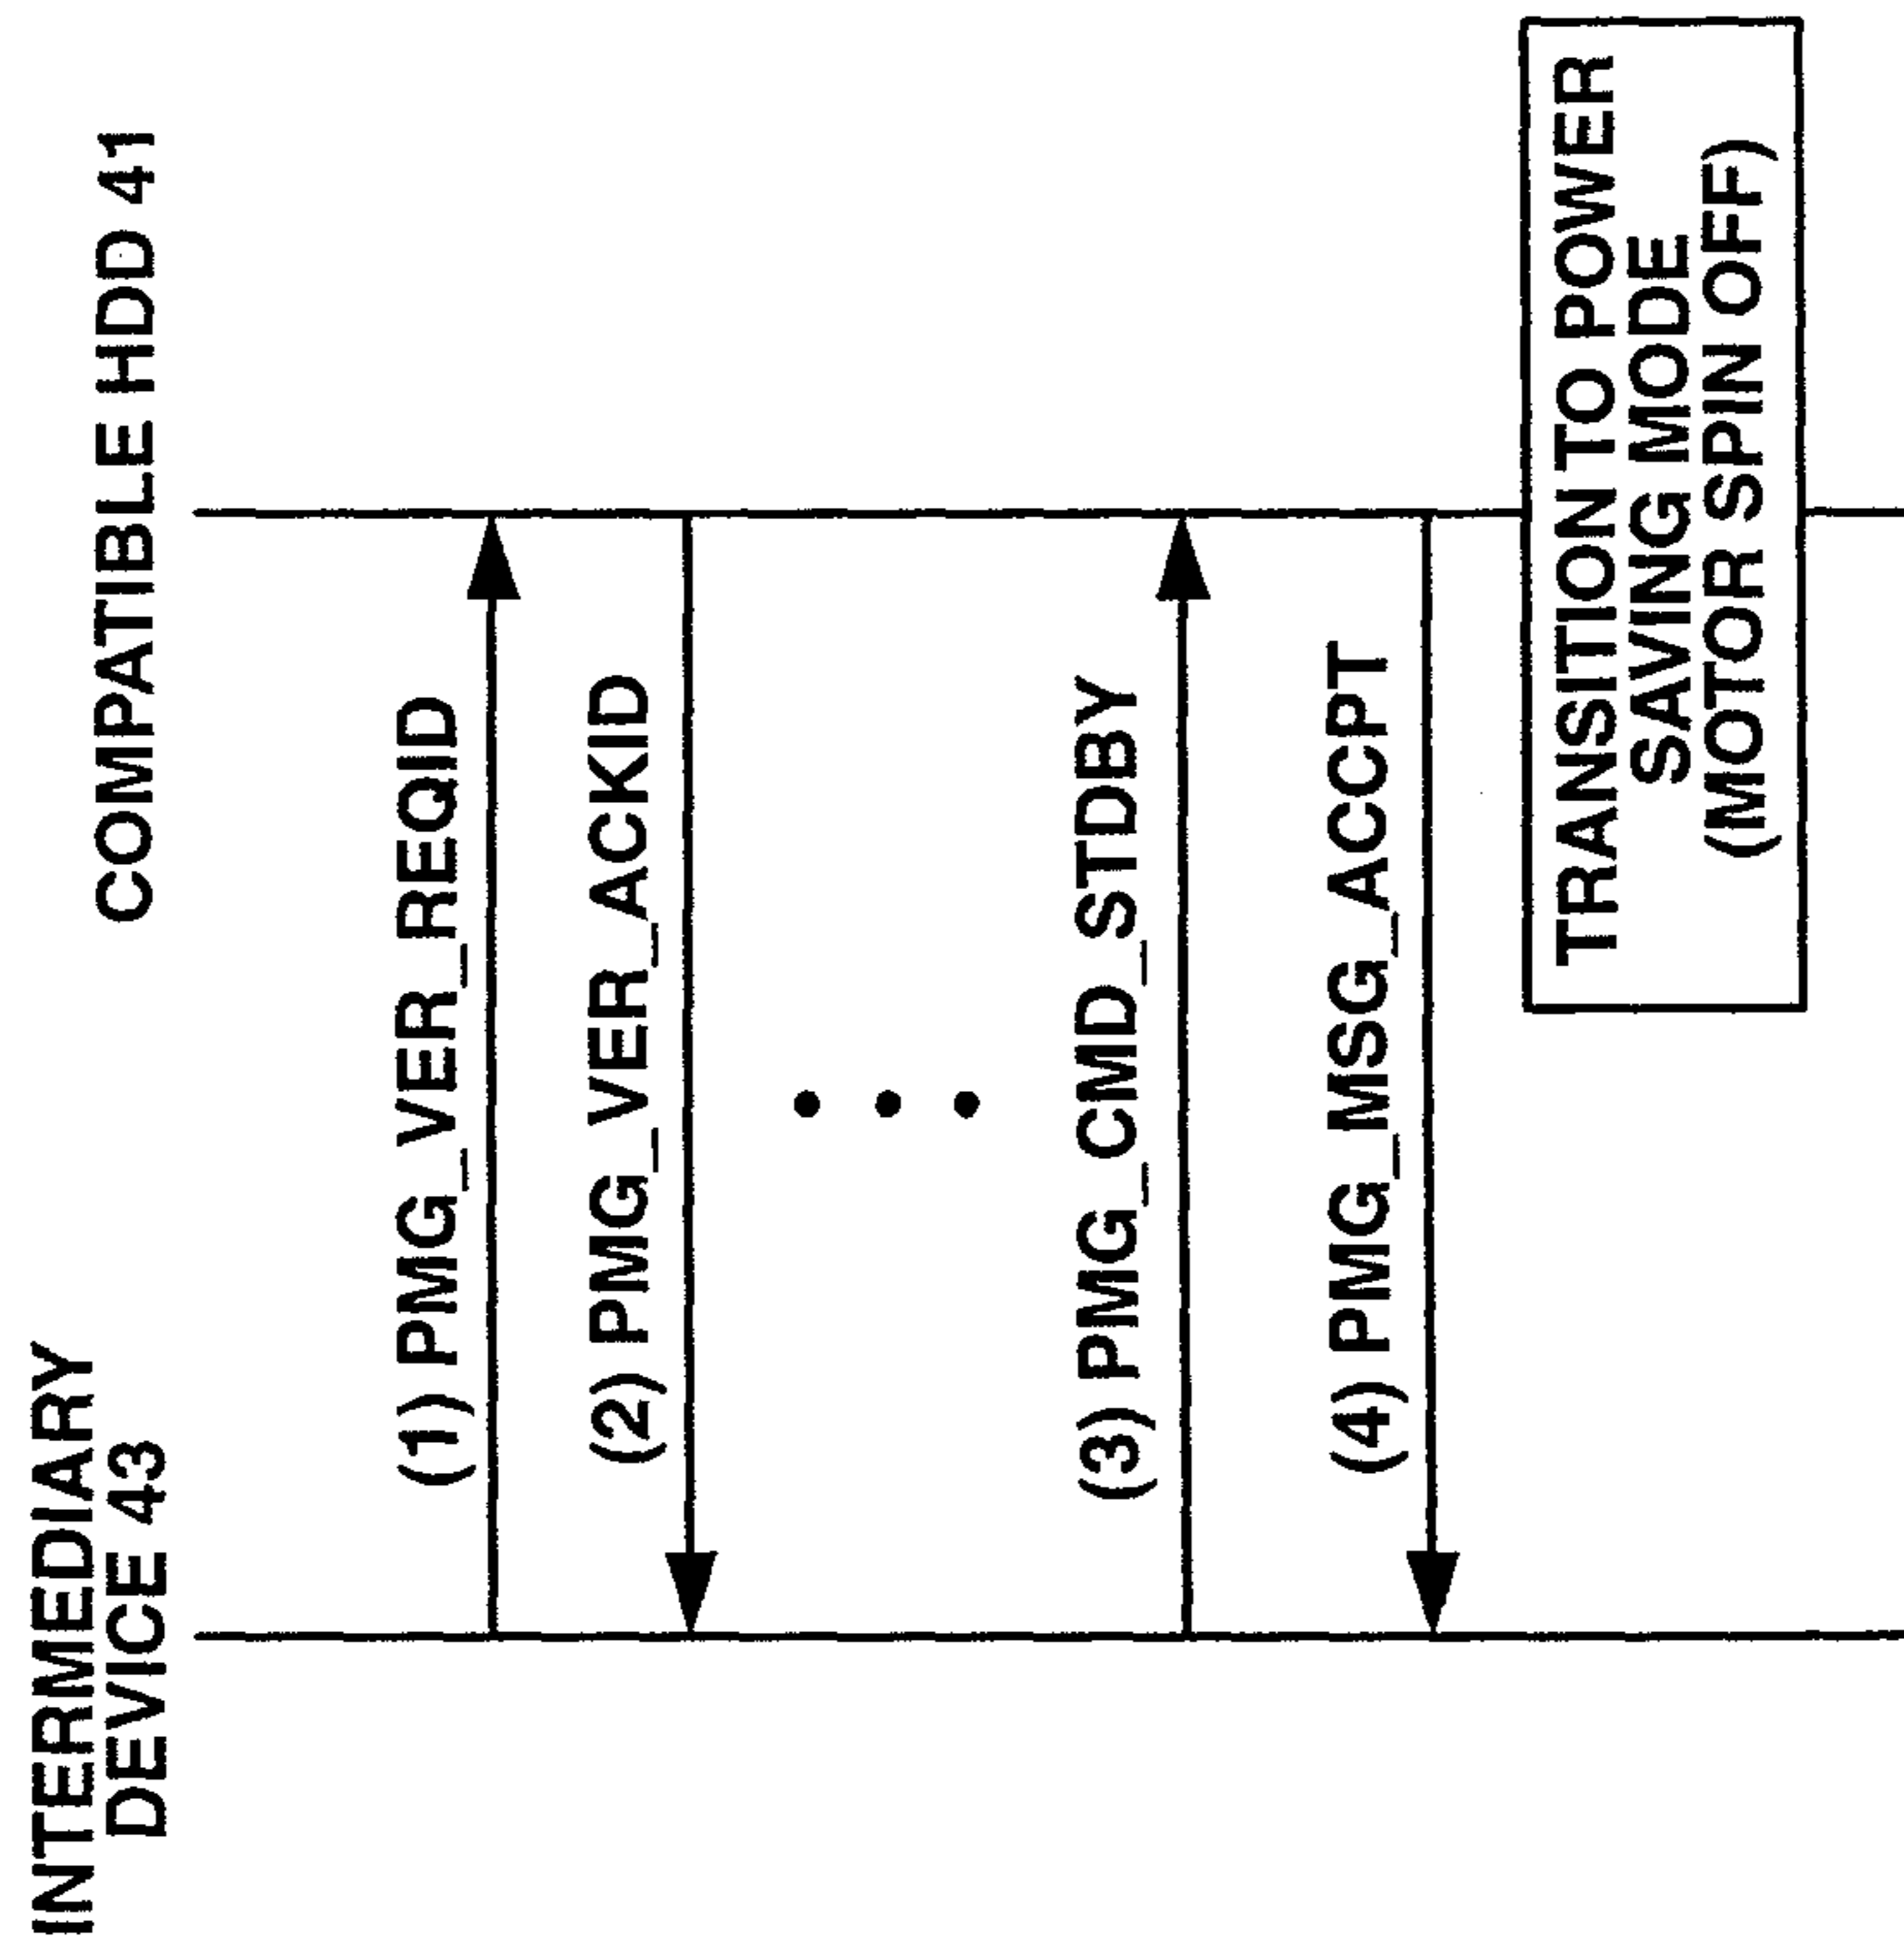 INTERMEDIARY
DEVICE 43
COMPATIBLE HDD 41
(1) PMG_VER_REQID
(2) PMG_VER_ACKID
(3) PMG_CMD_STDBY
(4) PMG_MSG_ACCPT
TRANSITION TO POWER
SAVING MODE
(MOTOR SPIN OFF)